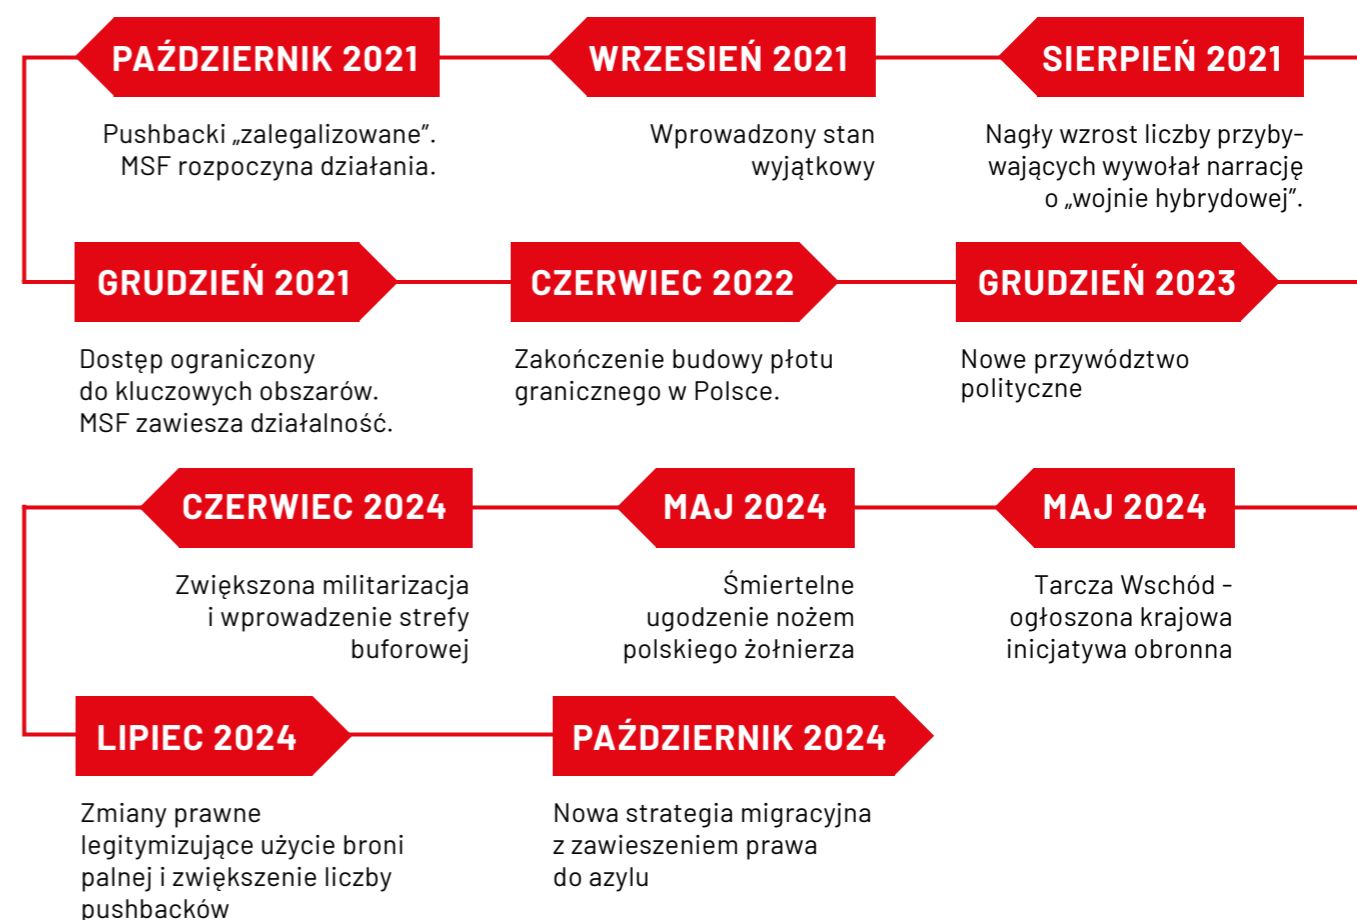 SIERPIEŃ 2021
Nagły wzrost liczby przyby-
wających wywołał narrację
o „wojnie hybrydowej”.
WRZESIEŃ 2021
Wprowadzony stan
wyjątkowy
PAŹDZIERNIK 2021
Pushbacki „zalegalizowane”.
MSF rozpoczyna działania.
GRUDZIEŃ 2021
Dostęp ograniczony
do kluczowych obszarów.
MSF zawiesza działalność.
CZERWIEC 2022
Zakończenie budowy płotu
granicznego w Polsce.
GRUDZIEŃ 2023
Nowe przywództwo
polityczne
MAJ 2024
Tarcza Wschód -
ogłoszona krajowa
inicjatywa obronna
MAJ 2024
Śmiertelne
ugodzenie nożem
polskiego żołnierza
CZERWIEC 2024
Zwiększona militarizacja
i wprowadzenie strefy
buforowej
LIPIEC 2024
Zmiany prawne
legitymizujące użycie broni
palnej i zwiększenie liczby
pushbacków
PAŹDZIERNIK 2024
Nowa strategia migracyjna
z zawieszeniem prawa
do azylu